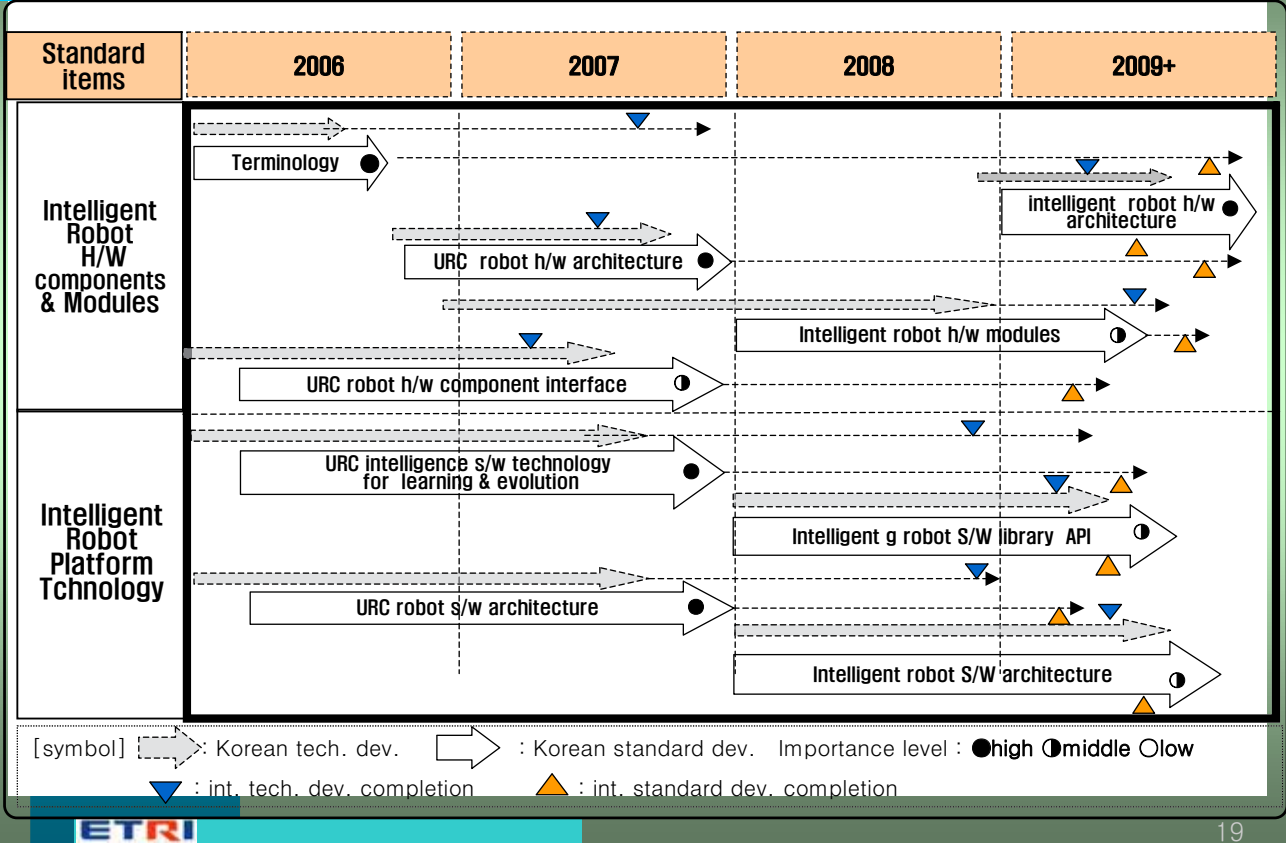 Standard
items
2006
2007
2008
2009+
Intelligent
Robot
H/W
components
& Modules
Terminology
intelligent robot h/w
architecture
URC robot h/w architecture
Intelligent robot h/w modules
URC robot h/w component interface
Intelligent
Robot
Platform
Tchnology
URC intelligence s/w technology
for learning & evolution
Intelligent g robot S/W library API
URC robot s/w architecture
Intelligent robot S/W architecture
[symbol] : Korean tech. dev. : Korean standard dev. Importance level : ●high ◑middle ○low
: int. tech. dev. completion : int. standard dev. completion
ETRI
19